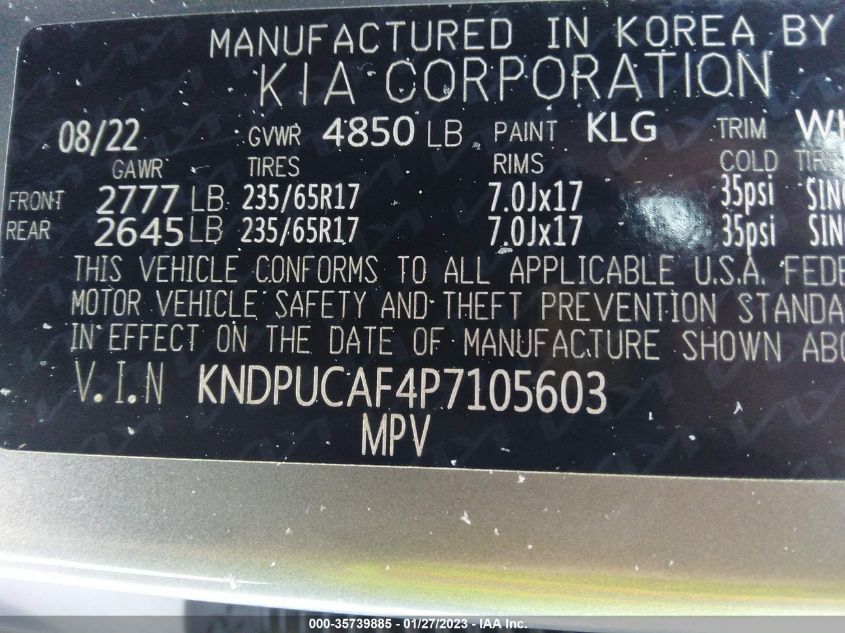 MANUFACTURED IN KOREA BY
KIA CORPORATION
08/22 GVWR 4850 LB PAINT KLG TRIM
GAWR TIRES RIMS COLD
FRONT 2777 LB 235/65R17 7.0Jx17 35psi
REAR 2645 LB 235/65R17 7.0Jx17 35psi
THIS VEHICLE CONFORMS TO ALL APPLICABLE U.S.A.
MOTOR VEHICLE SAFETY AND THEFT PREVENTION
IN EFFECT ON THE DATE OF MANUFACTURE SHOWN
V.I.N KNDPUCAF4P7105603
MPV
000-35739885 - 01/27/2023 - IAA Inc.